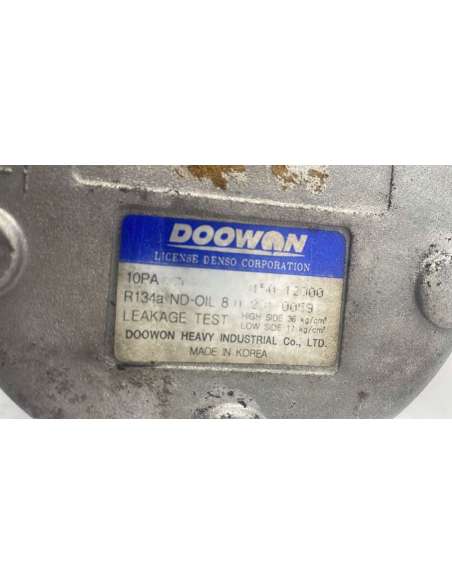 DOOWON
LICENSE DENSO CORPORATION
10PA
R134a ND-OIL 8
LEAKAGE TEST HIGH SIDE 36 kg/cm²
LOW SIDE 11 kg/cm²
DOOWON HEAVY INDUSTRIAL Co., LTD.
MADE IN KOREA